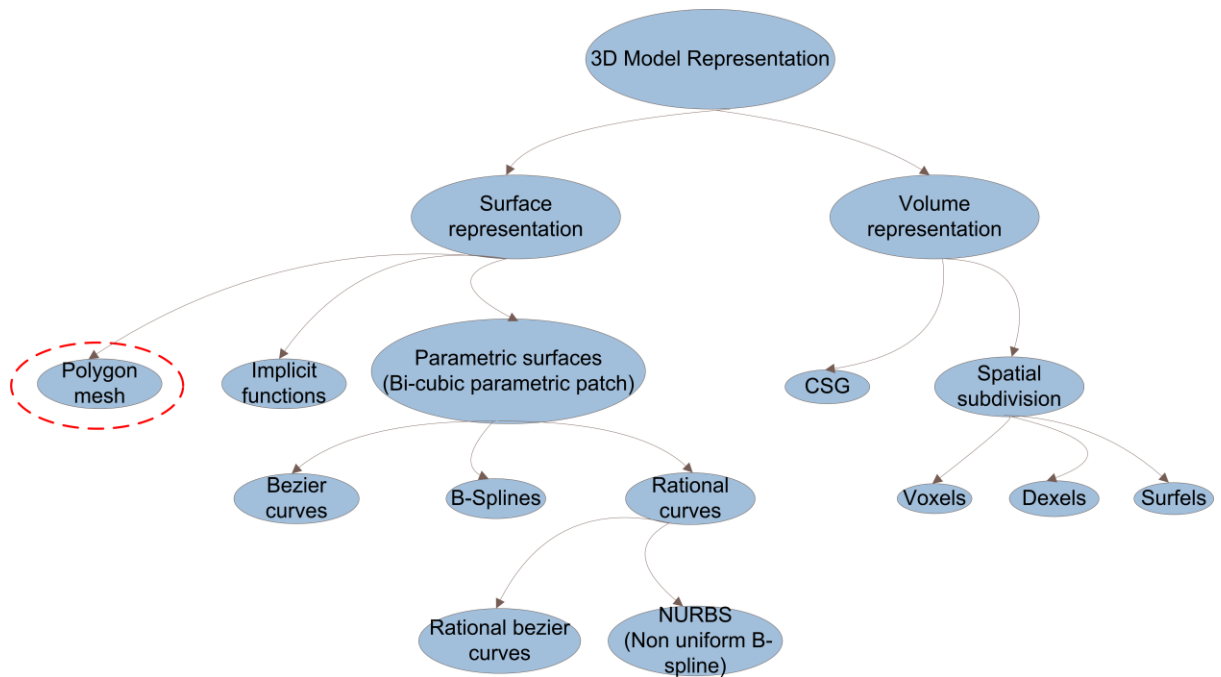 3D Model Representation
Surface
representation
Volume
representation
Polygon
mesh
Implicit
functions
Parametric surfaces
(Bi-cubic parametric patch)
CSG
Spatial
subdivision
Bezier
curves
B-Splines
Rational
curves
Voxels
Dexels
Surfels
Rational bezier
curves
NURBS
(Non uniform B-
spline)